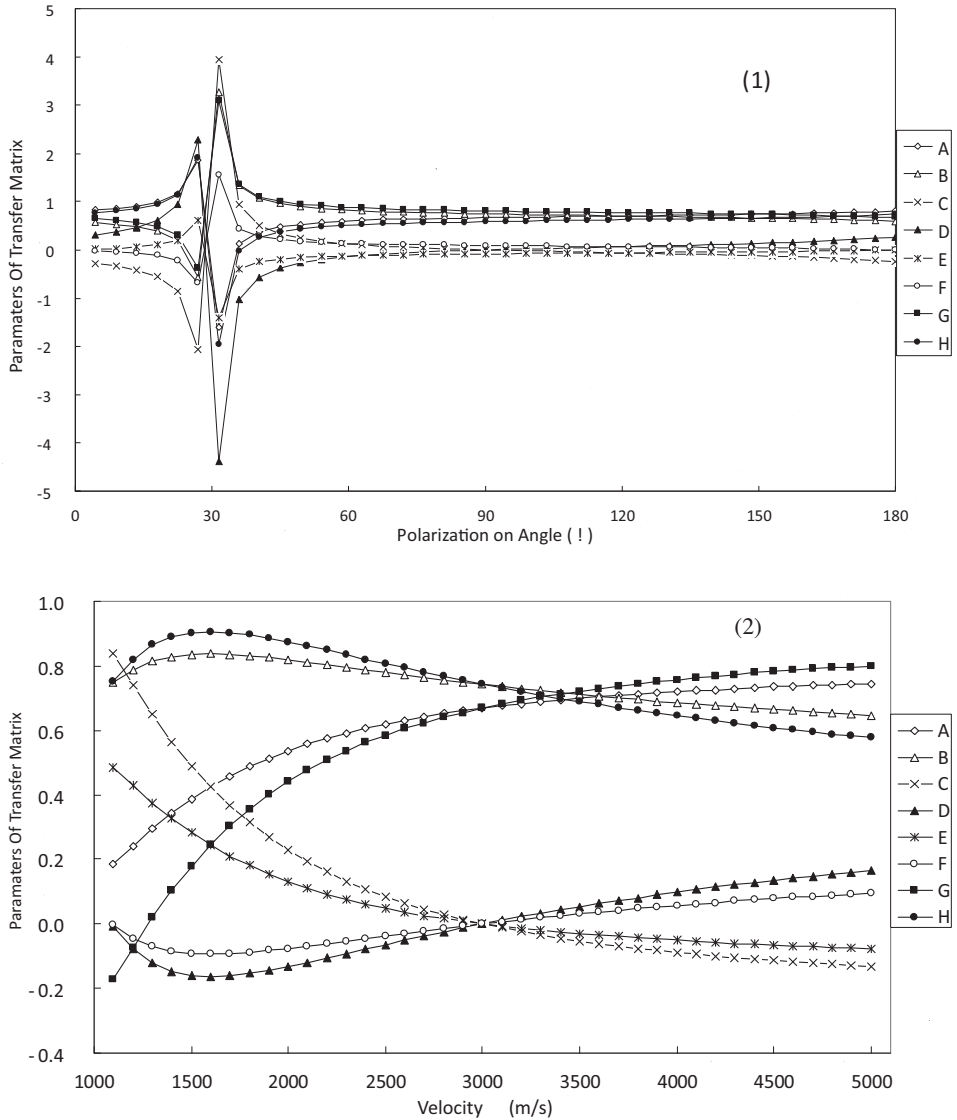 5
4
3
2
1
0
-1
-2
-3
-4
-5
Paramaters Of Transfer Matrix
(1)
0 30 60 90 120 150 180
Polarization on Angle ( ! )
A
B
C
D
E
F
G
H
1.0
0.8
0.6
0.4
0.2
0.0
-0.2
-0.4
Paramaters Of Transfer Matrix
(2)
1000 1500 2000 2500 3000 3500 4000 4500 5000
Velocity (m/s)
A
B
C
D
E
F
G
H